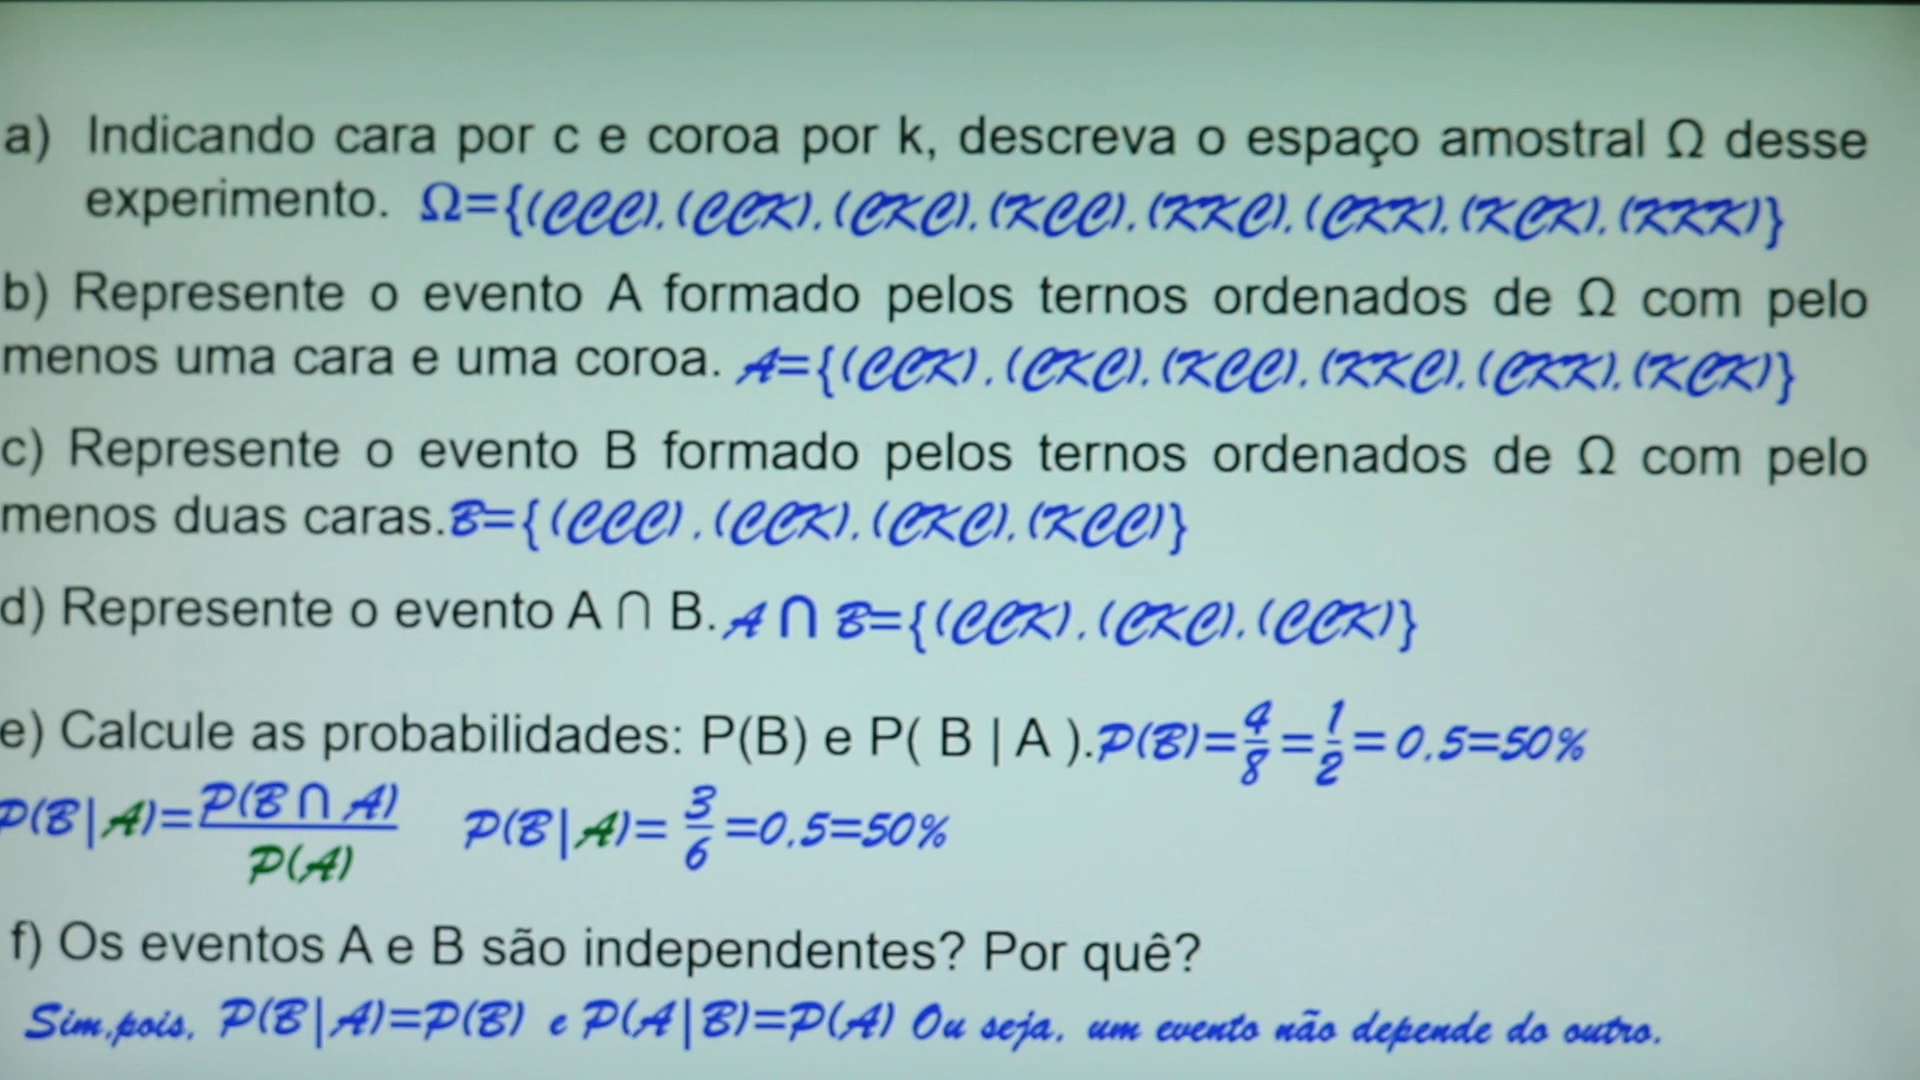 a) Indicando cara por c e coroa por k, descreva o espaço amostral Ω desse
experimento. Ω={(CCC),(CCK),(CKC),(KCC),(KKC),(CKK),(KCK),(KKK)}
b) Represente o evento A formado pelos ternos ordenados de Ω com pelo
menos uma cara e uma coroa. A={(CCK),(CKC),(KCC),(KKC),(CKK),(KCK)}
c) Represente o evento B formado pelos ternos ordenados de Ω com pelo
menos duas caras. B={(CCC),(CCK),(CKC),(KCC)}
d) Represente o evento A ∩ B. A ∩ B={(CCK),(CKC),(CCK)}
e) Calcule as probabilidades: P(B) e P( B | A ). P(B)=4/8=1/2=0,5=50%
P(B|A)=P(B∩A)/P(A) P(B|A)=3/6=0,5=50%
f) Os eventos A e B são independentes? Por quê?
Sim,pois, P(B|A)=P(B) e P(A|B)=P(A) Ou seja, um evento não depende do outro.